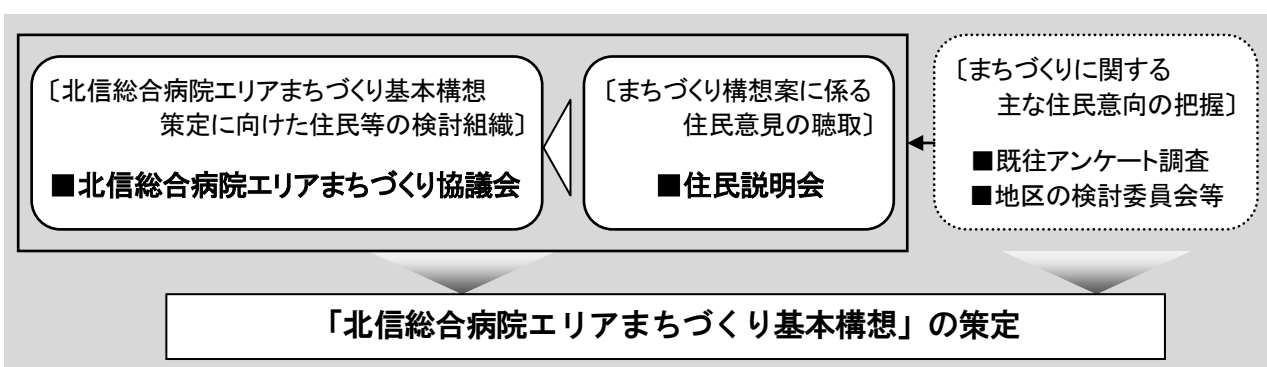 〔北信総合病院エリアまちづくり基本構想
策定に向けた住民等の検討組織〕
■北信総合病院エリアまちづくり協議会
〔まちづくり構想案に係る
住民意見の聴取〕
■住民説明会
〔まちづくりに関する
主な住民意向の把握〕
■既往アンケート調査
■地区の検討委員会等
「北信総合病院エリアまちづくり基本構想」の策定